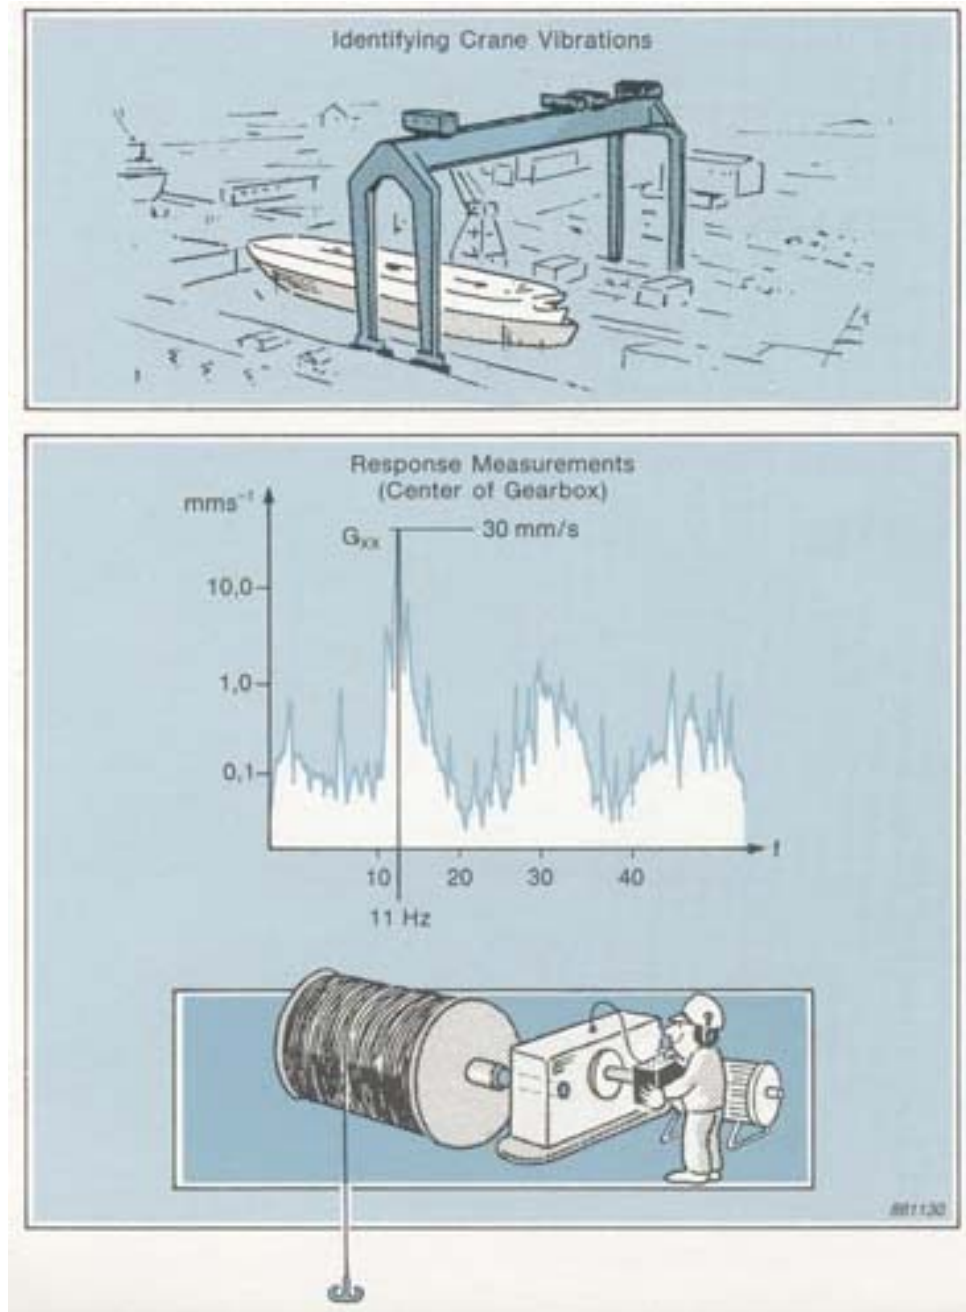 Identifying Crane Vibrations
Response Measurements
(Center of Gearbox)
mms⁻¹
Gxx
30 mm/s
10,0
1,0
0,1
f
10
20
30
40
11 Hz
881130